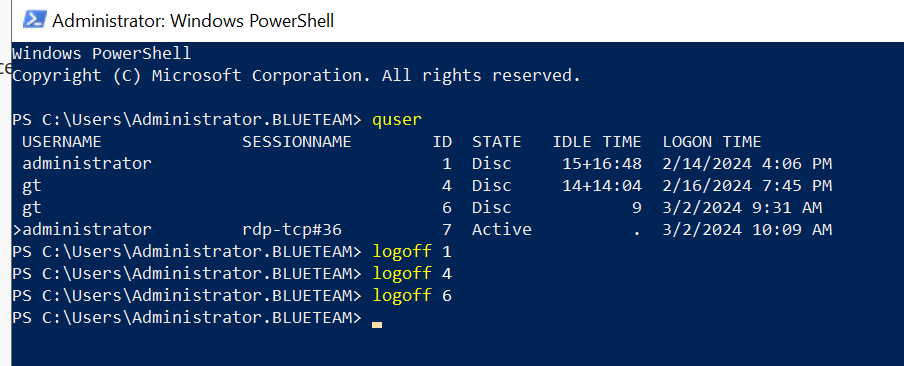 Administrator: Windows PowerShell
Windows PowerShell
ce
Copyright (C) Microsoft Corporation. All rights reserved.
PS C:\Users\Administrator.BLUETEAM> quser
USERNAME SESSIONNAME ID STATE IDLE TIME LOGON TIME
administrator 1 Disc 15+16:48 2/14/2024 4:06 PM
gt 4 Disc 14+14:04 2/16/2024 7:45 PM
gt 6 Disc 9 3/2/2024 9:31 AM
>administrator rdp-tcp#36 7 Active . 3/2/2024 10:09 AM
PS C:\Users\Administrator.BLUETEAM> logoff 1
PS C:\Users\Administrator.BLUETEAM> logoff 4
PS C:\Users\Administrator.BLUETEAM> logoff 6
PS C:\Users\Administrator.BLUETEAM>